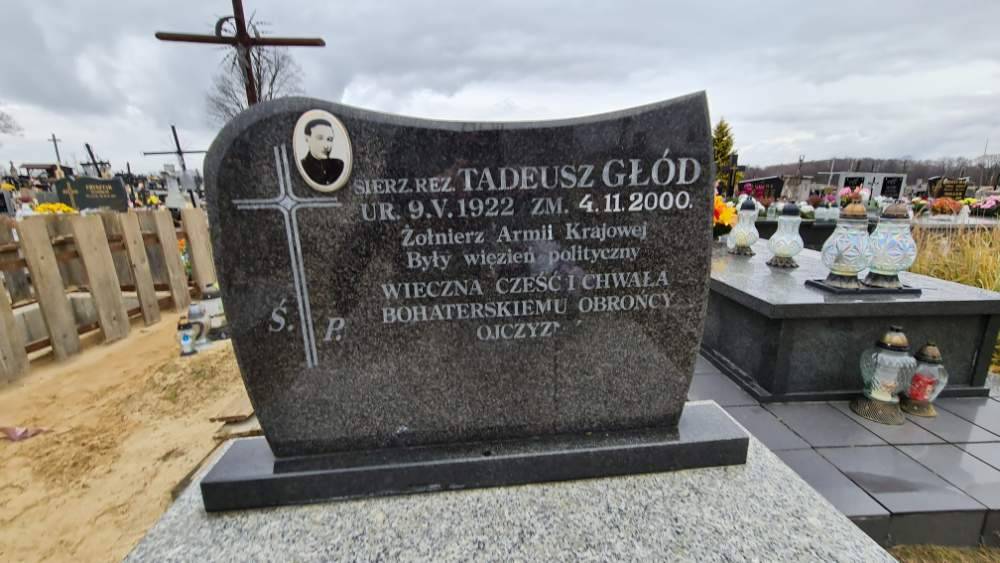 SIERZ. REZ. TADEUSZ GŁÓD
UR. 9.V.1922 ZM. 4.11.2000.
Żołnierz Armii Krajowej
Były więzień polityczny
WIECZNA CZEŚĆ I CHWAŁA
BOHATERSKIEMU OBROŃCY
Ś. P.